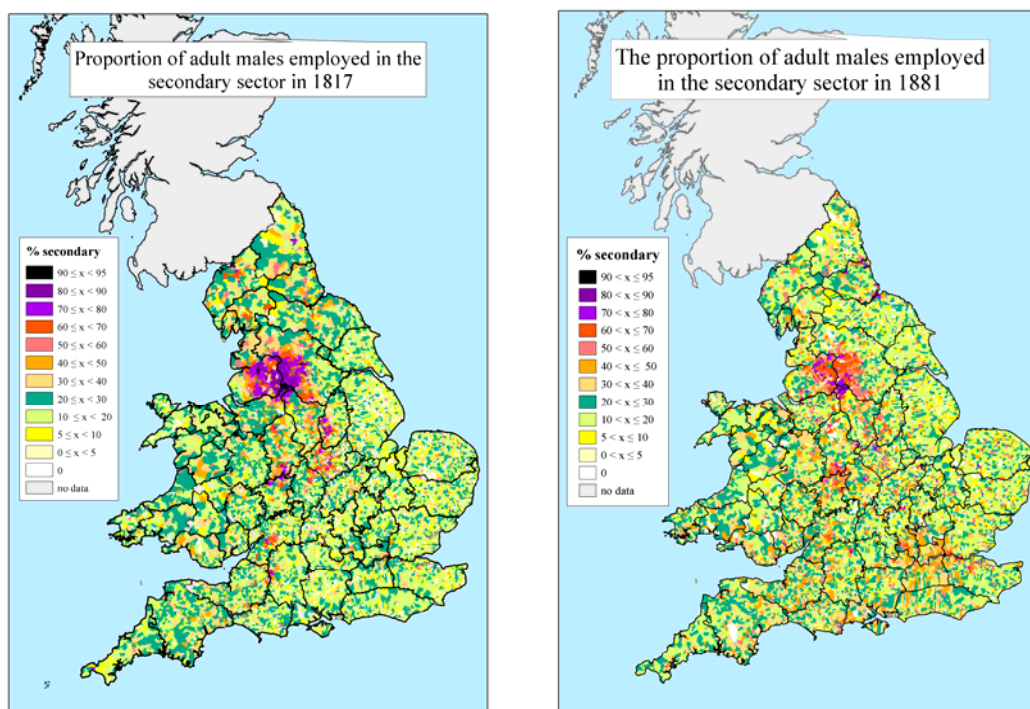 Proportion of adult males employed in the
secondary sector in 1817
% secondary
90 ≤ x < 95
80 ≤ x < 90
70 ≤ x < 80
60 ≤ x < 70
50 ≤ x < 60
40 ≤ x < 50
30 ≤ x < 40
20 ≤ x < 30
10 ≤ x < 20
5 ≤ x < 10
0 ≤ x < 5
0
no data
The proportion of adult males employed
in the secondary sector in 1881
% secondary
90 < x ≤ 95
80 < x ≤ 90
70 < x ≤ 80
60 < x ≤ 70
50 < x ≤ 60
40 < x ≤ 50
30 < x ≤ 40
20 < x ≤ 30
10 < x ≤ 20
5 < x ≤ 10
0 < x ≤ 5
0
no data